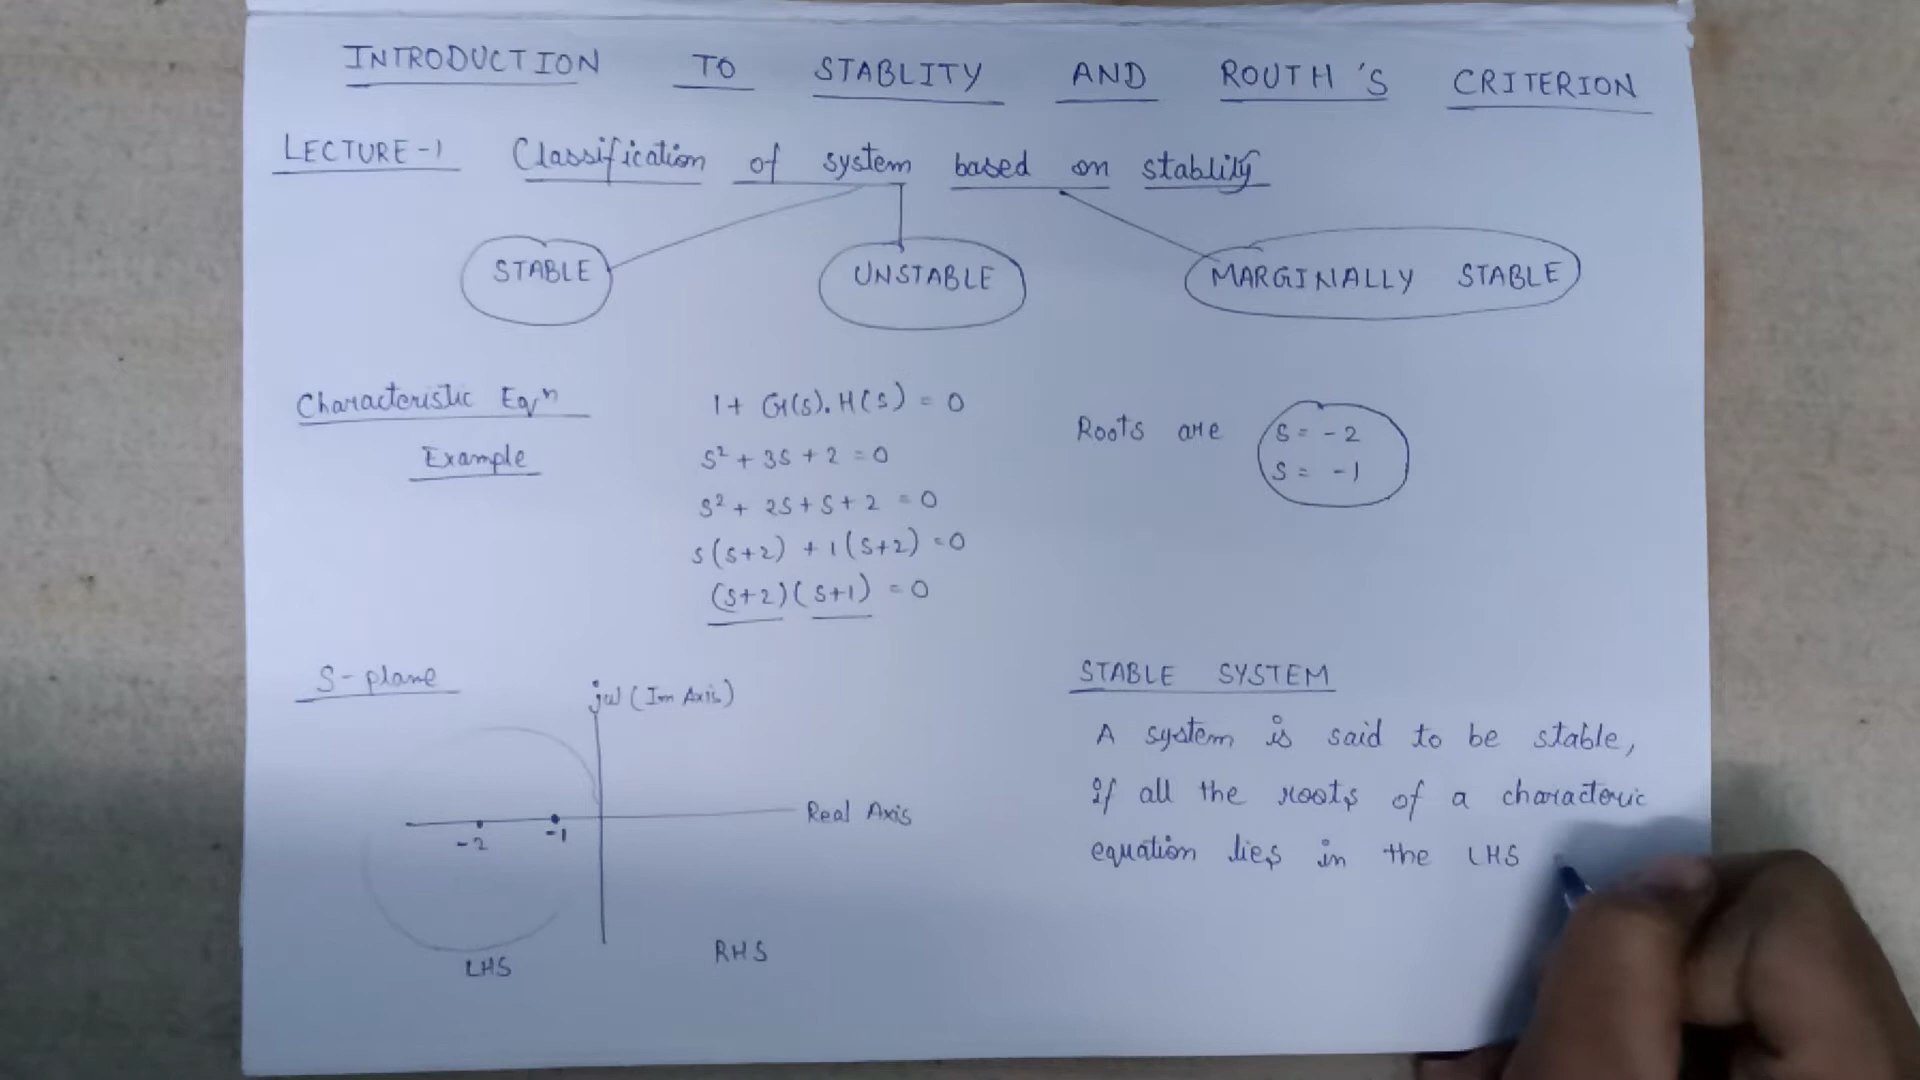 INTRODUCTION TO STABLITY AND ROUTH'S CRITERION
LECTURE-1 Classification of system based on stablity
STABLE UNSTABLE MARGINALLY STABLE
Characteristic Eqⁿ
Example
1 + G(s).H(s) = 0
s² + 3s + 2 = 0
s² + 2s + s + 2 = 0
s(s+2) + 1(s+2) = 0
(s+2)(s+1) = 0
Roots are
s = -2
s = -1
S-plane
jω (Im Axis)
Real Axis
-2 -1
LHS
RHS
STABLE SYSTEM
A system is said to be stable,
if all the roots of a characteric
equation lies in the LHS